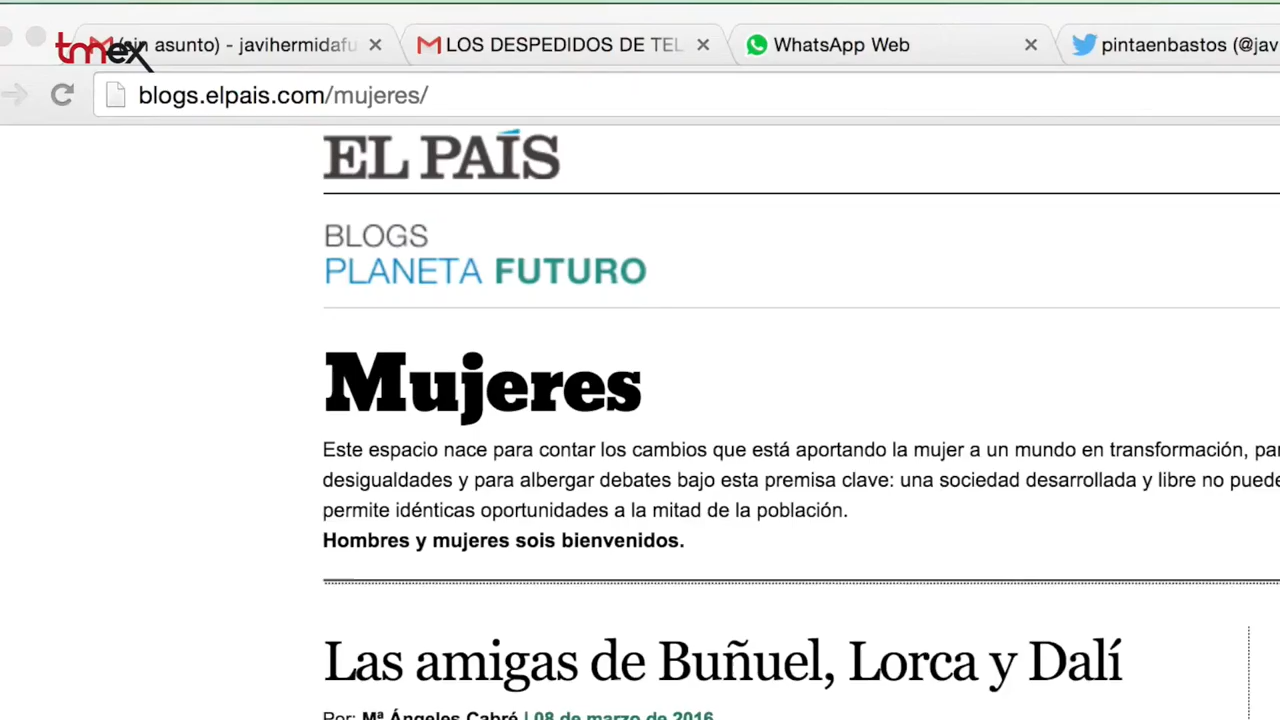 tmex
(sin asunto) - javihermidafu
LOS DESPEDIDOS DE TEL
WhatsApp Web
pintaenbastos (@javi
blogs.elpais.com/mujeres/
EL PAÍS
BLOGS
PLANETA FUTURO
Mujeres
Este espacio nace para contar los cambios que está aportando la mujer a un mundo en transformación, par
desigualdades y para albergar debates bajo esta premisa clave: una sociedad desarrollada y libre no puede
permite idénticas oportunidades a la mitad de la población.
Hombres y mujeres sois bienvenidos.
Las amigas de Buñuel, Lorca y Dalí
Por: Mª Ángeles Cabré | 08 de marzo de 2016